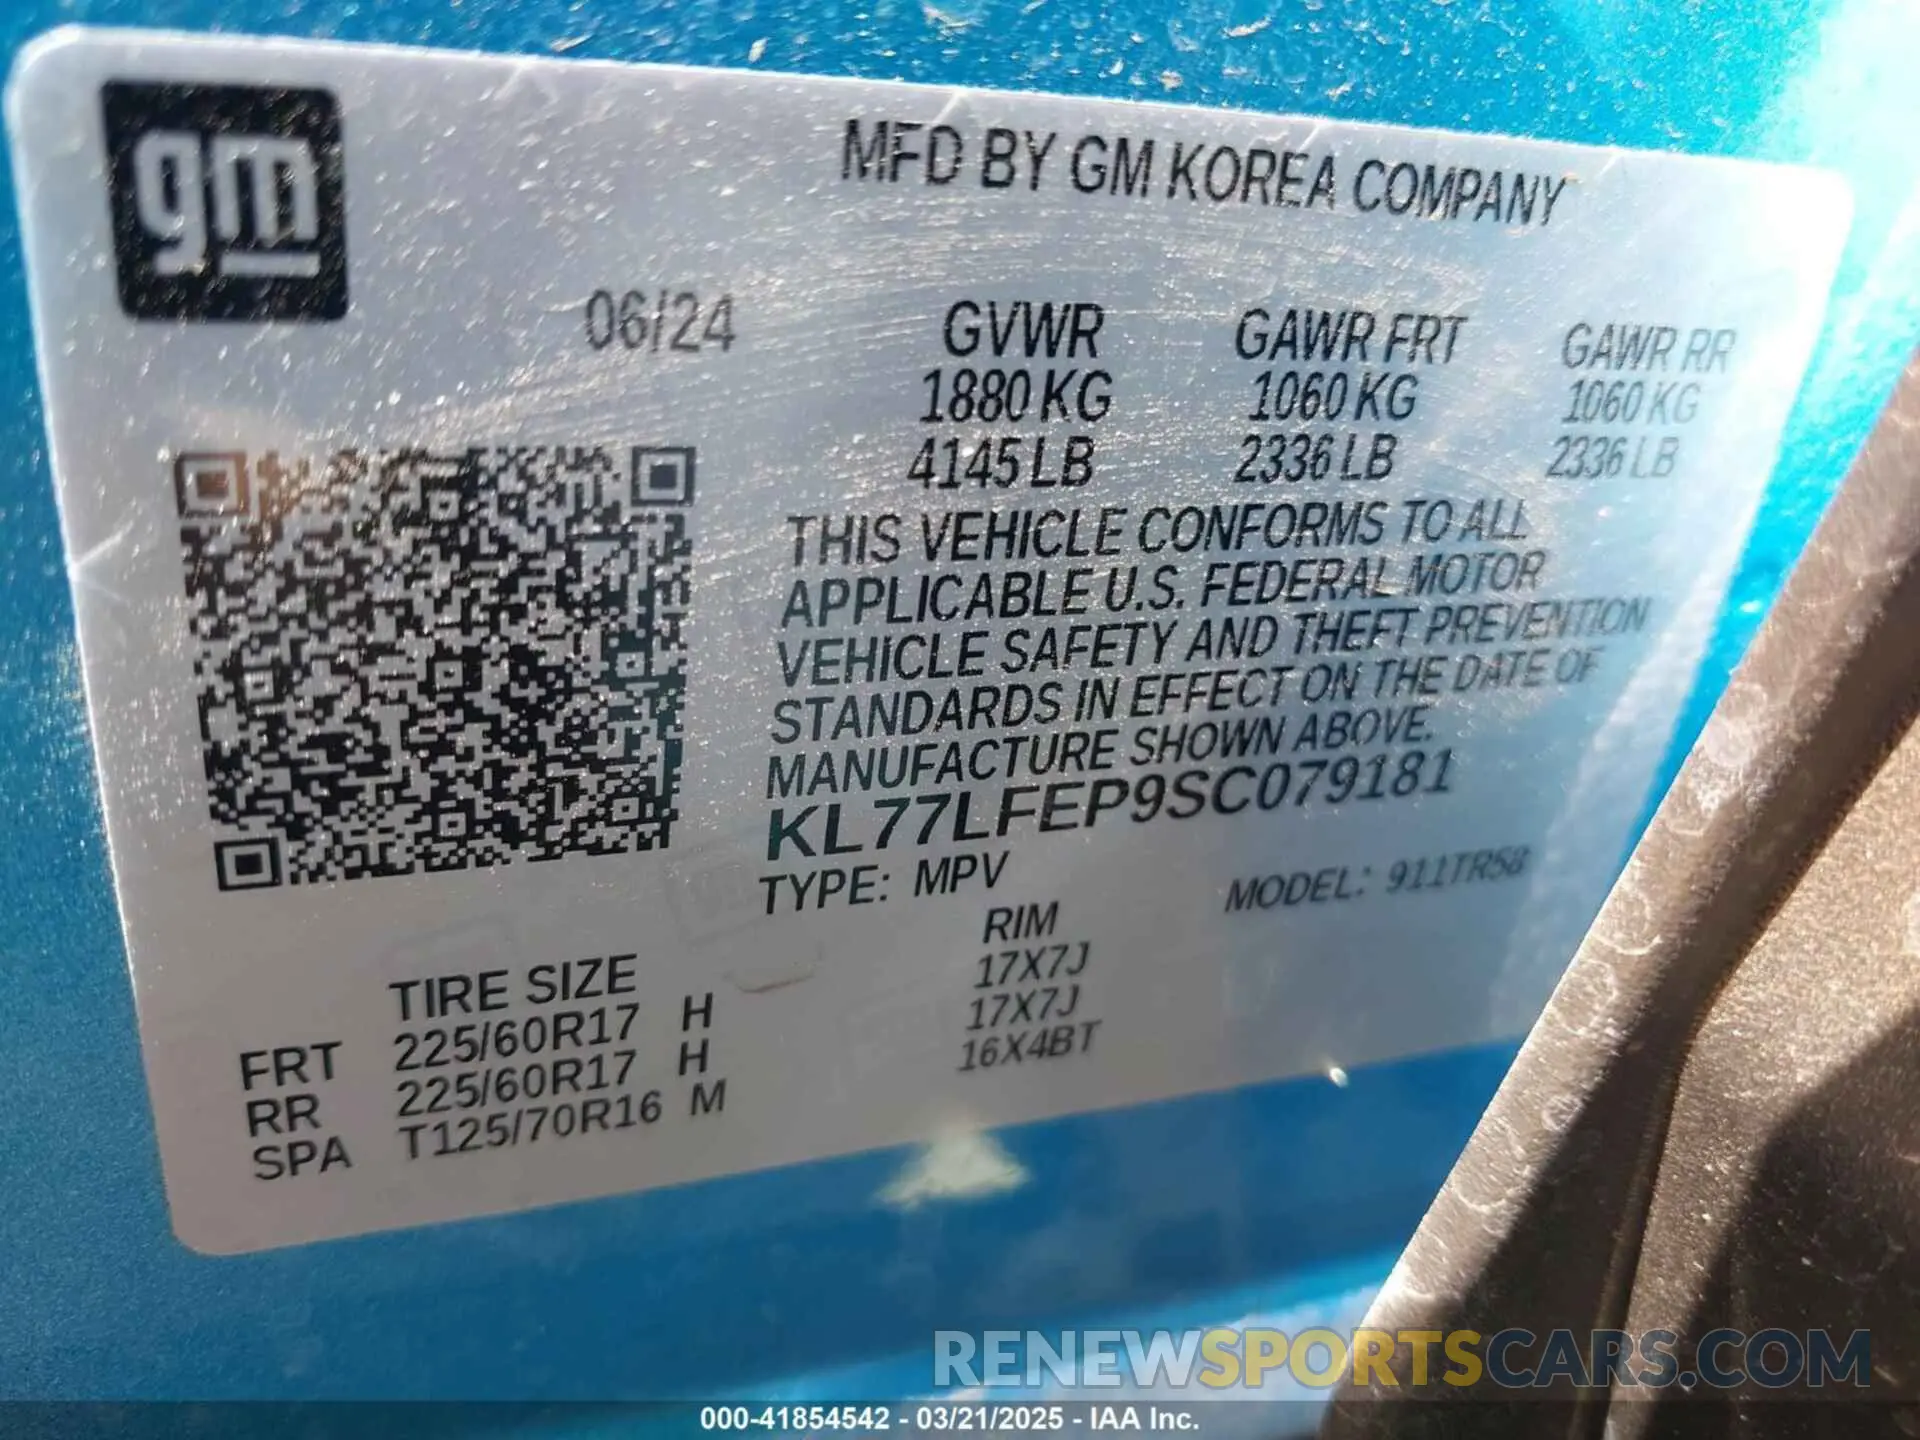 gm
MFD BY GM KOREA COMPANY
06/24
GVWR GAWR FRT GAWR RR
1880 KG 1060 KG 1060 KG
4145 LB 2336 LB 2336 LB
THIS VEHICLE CONFORMS TO ALL
APPLICABLE U.S. FEDERAL MOTOR
VEHICLE SAFETY AND THEFT PREVENTION
STANDARDS IN EFFECT ON THE DATE OF
MANUFACTURE SHOWN ABOVE.
KL77LFEP9SC079181
TYPE: MPV MODEL: 911TR58
TIRE SIZE RIM
FRT 225/60R17 H 17X7J
RR 225/60R17 H 17X7J
SPA T125/70R16 M 16X4BT
RENEWSPORTSCARS.COM
000-41854542 - 03/21/2025 - IAA Inc.